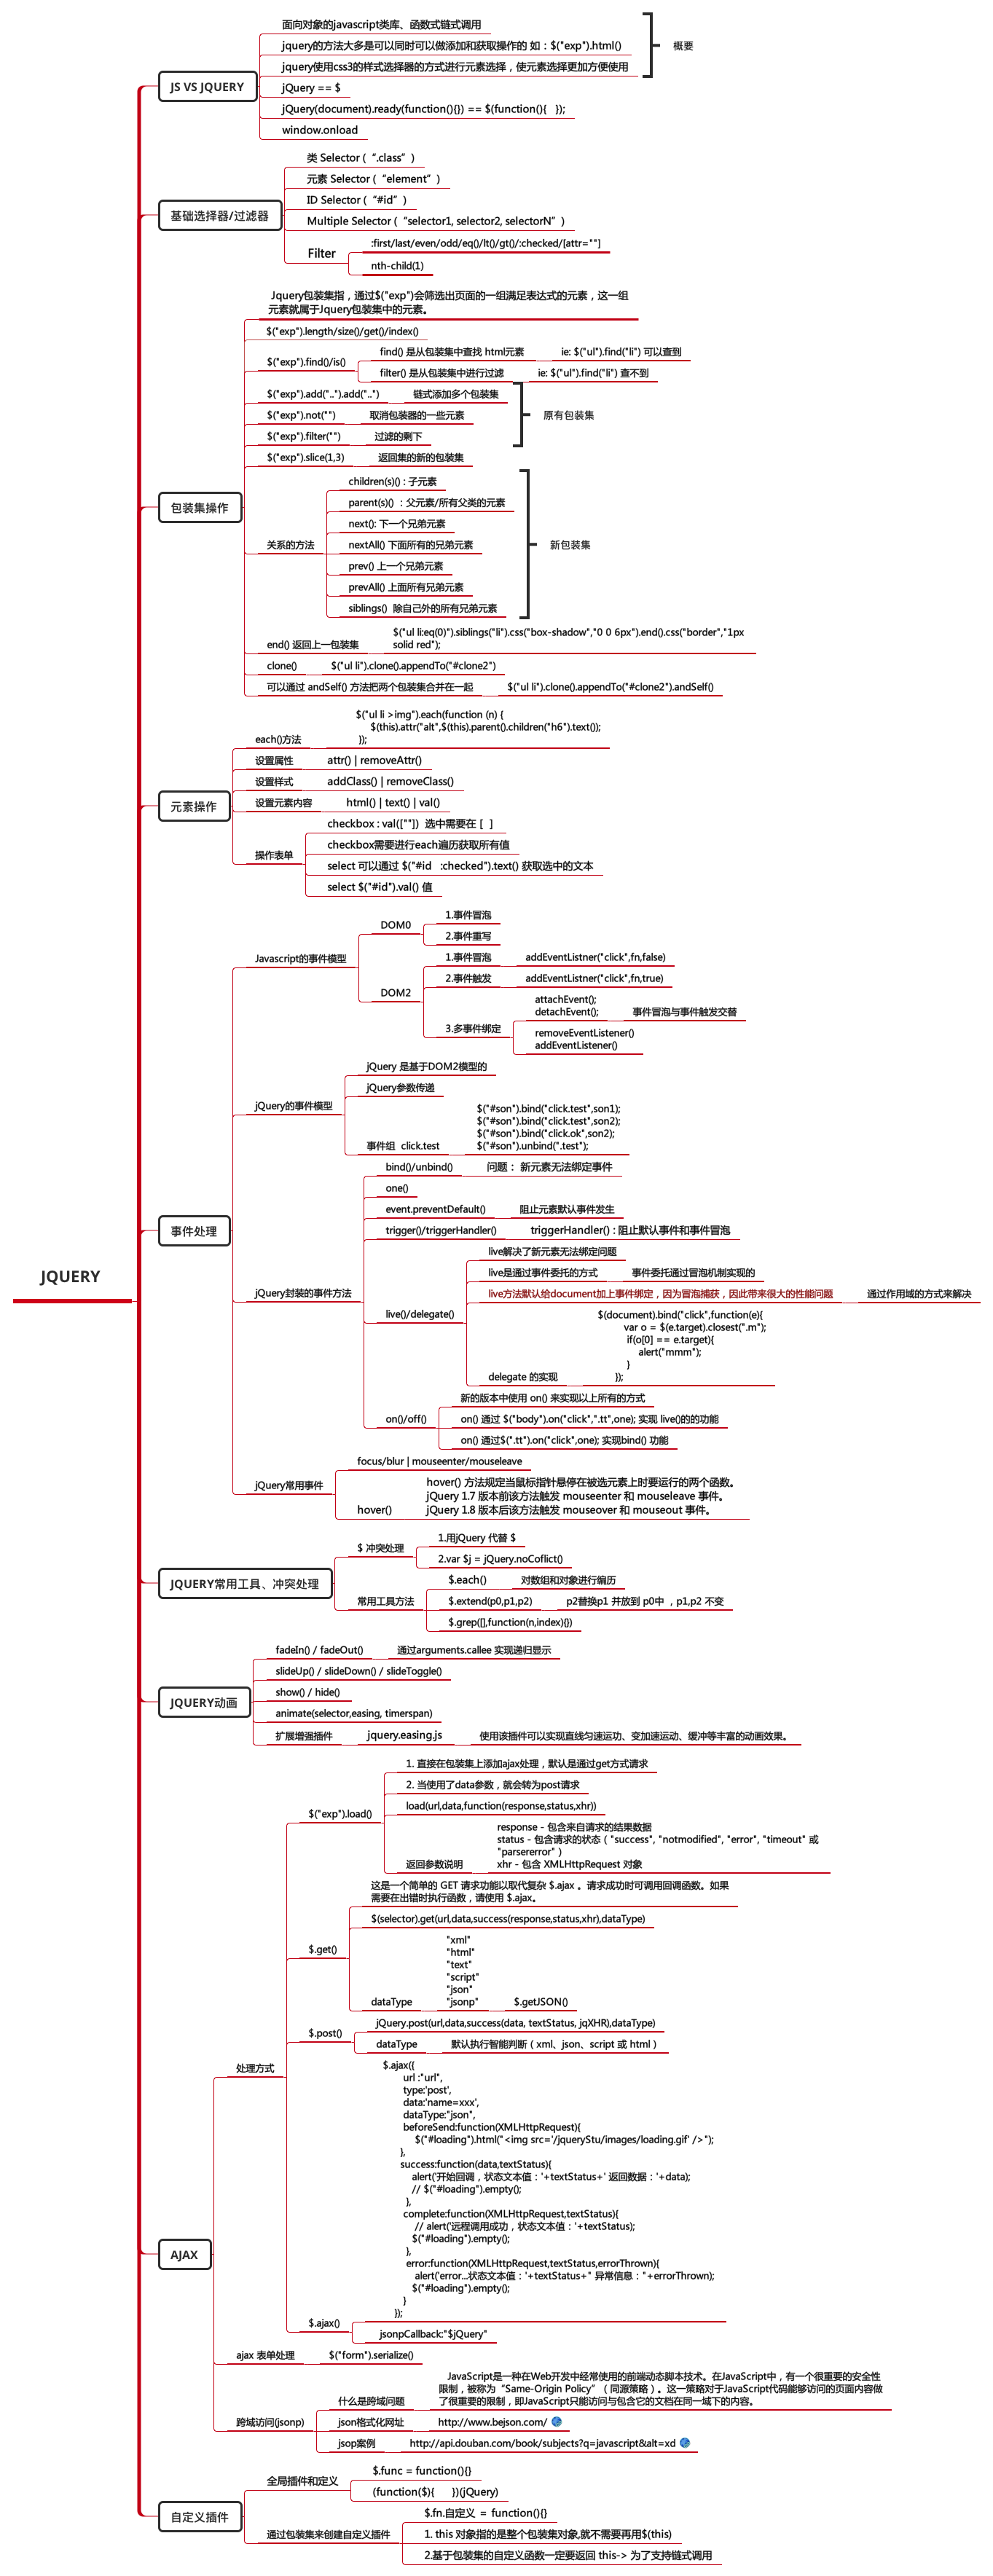 JQUERY
JS VS JQUERY
面向对象的javascript类库、函数式链式调用
jquery的方法大多是可以同时可以做添加和获取操作的 如：$("exp").html()
jquery使用css3的样式选择器的方式进行元素选择，使元素选择更加方便使用
概要
jQuery == $
jQuery(document).ready(function(){}) == $(function(){ });
window.onload
基础选择器/过滤器
类 Selector (“.class”)
元素 Selector (“element”)
ID Selector (“#id”)
Multiple Selector (“selector1, selector2, selectorN”)
Filter
:first/last/even/odd/eq()/lt()/gt()/:checked/[attr=""]
nth-child(1)
包装集操作
Jquery包装集指，通过$("exp")会筛选出页面的一组满足表达式的元素，这一组
元素就属于Jquery包装集中的元素。
$("exp").length/size()/get()/index()
$("exp").find()/is()
find() 是从包装集中查找 html元素
ie: $("ul").find("li") 可以查到
filter() 是从包装集中进行过滤
ie: $("ul").find("li") 查不到
$("exp").add("..").add("..")
链式添加多个包装集
$("exp").not("")
取消包装器的一些元素
$("exp").filter("")
过滤的剩下
原有包装集
$("exp").slice(1,3)
返回集的新的包装集
关系的方法
children(s)() : 子元素
parent(s)() ：父元素/所有父类的元素
next(): 下一个兄弟元素
nextAll() 下面所有的兄弟元素
prev() 上一个兄弟元素
prevAll() 上面所有兄弟元素
siblings() 除自己外的所有兄弟元素
新包装集
end() 返回上一包装集
$("ul li:eq(0)").siblings("li").css("box-shadow","0 0 6px").end().css("border","1px
solid red");
clone()
$("ul li").clone().appendTo("#clone2")
可以通过 andSelf() 方法把两个包装集合并在一起
$("ul li").clone().appendTo("#clone2").andSelf()
元素操作
each()方法
$("ul li >img").each(function (n) {
$(this).attr("alt",$(this).parent().children("h6").text());
});
设置属性
attr() | removeAttr()
设置样式
addClass() | removeClass()
设置元素内容
html() | text() | val()
操作表单
checkbox : val([""]) 选中需要在 [ ]
checkbox需要进行each遍历获取所有值
select 可以通过 $("#id :checked").text() 获取选中的文本
select $("#id").val() 值
事件处理
Javascript的事件模型
DOM0
1.事件冒泡
2.事件重写
DOM2
1.事件冒泡
addEventListner("click",fn,false)
2.事件触发
addEventListner("click",fn,true)
3.多事件绑定
attachEvent();
detachEvent();
事件冒泡与事件触发交替
removeEventListener()
addEventListener()
jQuery的事件模型
jQuery 是基于DOM2模型的
jQuery参数传递
事件组 click.test
$("#son").bind("click.test",son1);
$("#son").bind("click.test",son2);
$("#son").bind("click.ok",son2);
$("#son").unbind(".test");
jQuery封装的事件方法
bind()/unbind()
问题： 新元素无法绑定事件
one()
event.preventDefault()
阻止元素默认事件发生
trigger()/triggerHandler()
triggerHandler() : 阻止默认事件和事件冒泡
live()/delegate()
live解决了新元素无法绑定问题
live是通过事件委托的方式
事件委托通过冒泡机制实现的
live方法默认给document加上事件绑定，因为冒泡捕获，因此带来很大的性能问题
通过作用域的方式来解决
delegate 的实现
$(document).bind("click",function(e){
var o = $(e.target).closest(".m");
if(o[0] == e.target){
alert("mmm");
}
});
on()/off()
新的版本中使用 on() 来实现以上所有的方式
on() 通过 $("body").on("click",".tt",one); 实现 live()的的功能
on() 通过$(".tt").on("click",one); 实现bind() 功能
jQuery常用事件
focus/blur | mouseenter/mouseleave
hover()
hover() 方法规定当鼠标指针悬停在被选元素上时要运行的两个函数。
jQuery 1.7 版本前该方法触发 mouseenter 和 mouseleave 事件。
jQuery 1.8 版本后该方法触发 mouseover 和 mouseout 事件。
JQUERY常用工具、冲突处理
$ 冲突处理
1.用jQuery 代替 $
2.var $j = jQuery.noCoflict()
常用工具方法
$.each()
对数组和对象进行编历
$.extend(p0,p1,p2)
p2替换p1 并放到 p0中 ，p1,p2 不变
$.grep([],function(n,index){})
JQUERY动画
fadeIn() / fadeOut()
通过arguments.callee 实现递归显示
slideUp() / slideDown() / slideToggle()
show() / hide()
animate(selector,easing, timerspan)
扩展增强插件
jquery.easing.js
使用该插件可以实现直线匀速运功、变加速运动、缓冲等丰富的动画效果。
AJAX
处理方式
$("exp").load()
1. 直接在包装集上添加ajax处理，默认是通过get方式请求
2. 当使用了data参数，就会转为post请求
load(url,data,function(response,status,xhr))
返回参数说明
response - 包含来自请求的结果数据
status - 包含请求的状态（"success", "notmodified", "error", "timeout" 或
"parsererror"）
xhr - 包含 XMLHttpRequest 对象
$.get()
这是一个简单的 GET 请求功能以取代复杂 $.ajax 。请求成功时可调用回调函数。如果
需要在出错时执行函数，请使用 $.ajax。
$(selector).get(url,data,success(response,status,xhr),dataType)
dataType
"xml"
"html"
"text"
"script"
"json"
"jsonp"
$.getJSON()
$.post()
jQuery.post(url,data,success(data, textStatus, jqXHR),dataType)
dataType
默认执行智能判断（xml、json、script 或 html）
$.ajax()
$.ajax({
url :"url",
type:'post',
data:'name=xxx',
dataType:"json",
beforeSend:function(XMLHttpRequest){
$("#loading").html("<img src='/jqueryStu/images/loading.gif' />");
},
success:function(data,textStatus){
alert('开始回调，状态文本值：'+textStatus+' 返回数据：'+data);
// $("#loading").empty();
},
complete:function(XMLHttpRequest,textStatus){
// alert('远程调用成功，状态文本值：'+textStatus);
$("#loading").empty();
},
error:function(XMLHttpRequest,textStatus,errorThrown){
alert('error...状态文本值：'+textStatus+" 异常信息："+errorThrown);
$("#loading").empty();
}
});
jsonpCallback:"$jQuery"
ajax 表单处理
$("form").serialize()
跨域访问(jsonp)
什么是跨域问题
JavaScript是一种在Web开发中经常使用的前端动态脚本技术。在JavaScript中，有一个很重要的安全性
限制，被称为“Same-Origin Policy”（同源策略）。这一策略对于JavaScript代码能够访问的页面内容做
了很重要的限制，即JavaScript只能访问与包含它的文档在同一域下的内容。
json格式化网址
http://www.bejson.com/
jsop案例
http://api.douban.com/book/subjects?q=javascript&alt=xd
自定义插件
全局插件和定义
$.func = function(){}
(function($){ })(jQuery)
通过包装集来创建自定义插件
$.fn.自定义 ＝ function(){}
1. this 对象指的是整个包装集对象,就不需要再用$(this)
2.基于包装集的自定义函数一定要返回 this-> 为了支持链式调用